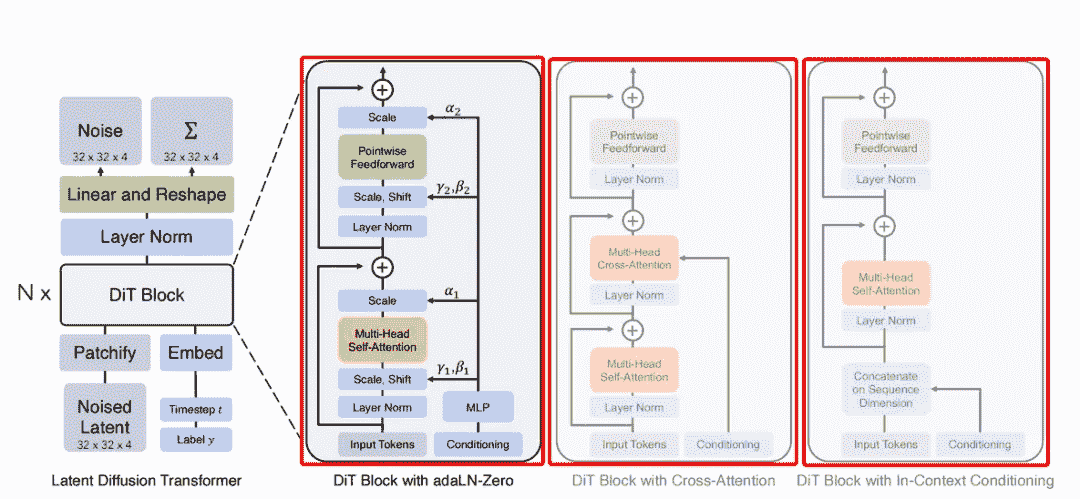 Noise
32 x 32 x 4
Σ
32 x 32 x 4
Linear and Reshape
Layer Norm
N x
DiT Block
Patchify
Embed
Noised
Latent
32 x 32 x 4
Timestep t
Label y
Latent Diffusion Transformer
+
Scale
α₂
Pointwise
Feedforward
γ₂,β₂
Scale, Shift
Layer Norm
+
Scale
α₁
Multi-Head
Self-Attention
γ₁,β₁
Scale, Shift
Layer Norm
MLP
Input Tokens
Conditioning
DiT Block with adaLN-Zero
+
Pointwise
Feedforward
Layer Norm
+
Multi-Head
Cross-Attention
Layer Norm
+
Multi-Head
Self-Attention
Layer Norm
Input Tokens
Conditioning
DiT Block with Cross-Attention
+
Pointwise
Feedforward
Layer Norm
+
Multi-Head
Self-Attention
Layer Norm
Concatenate
on Sequence
Dimension
Input Tokens
Conditioning
DiT Block with In-Context Conditioning